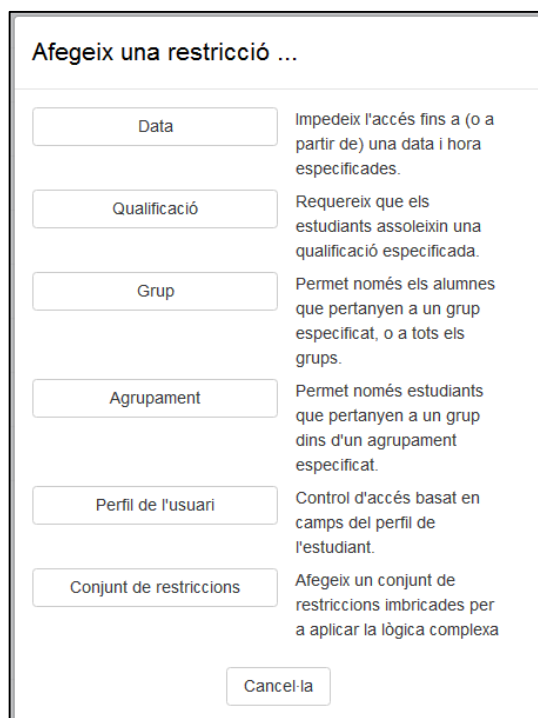 Afegeix una restricció ...
Data
Impedeix l'accés fins a (o a
partir de) una data i hora
especificades.
Qualificació
Requereix que els
estudiants assoleixin una
qualificació especificada.
Grup
Permet només els alumnes
que pertanyen a un grup
especificat, o a tots els
grups.
Agrupament
Permet només estudiants
que pertanyen a un grup
dins d'un agrupament
especificat.
Perfil de l'usuari
Control d'accés basat en
camps del perfil de
l'estudiant.
Conjunt de restriccions
Afegeix un conjunt de
restriccions imbricades per
a aplicar la lògica complexa
Cancel·la